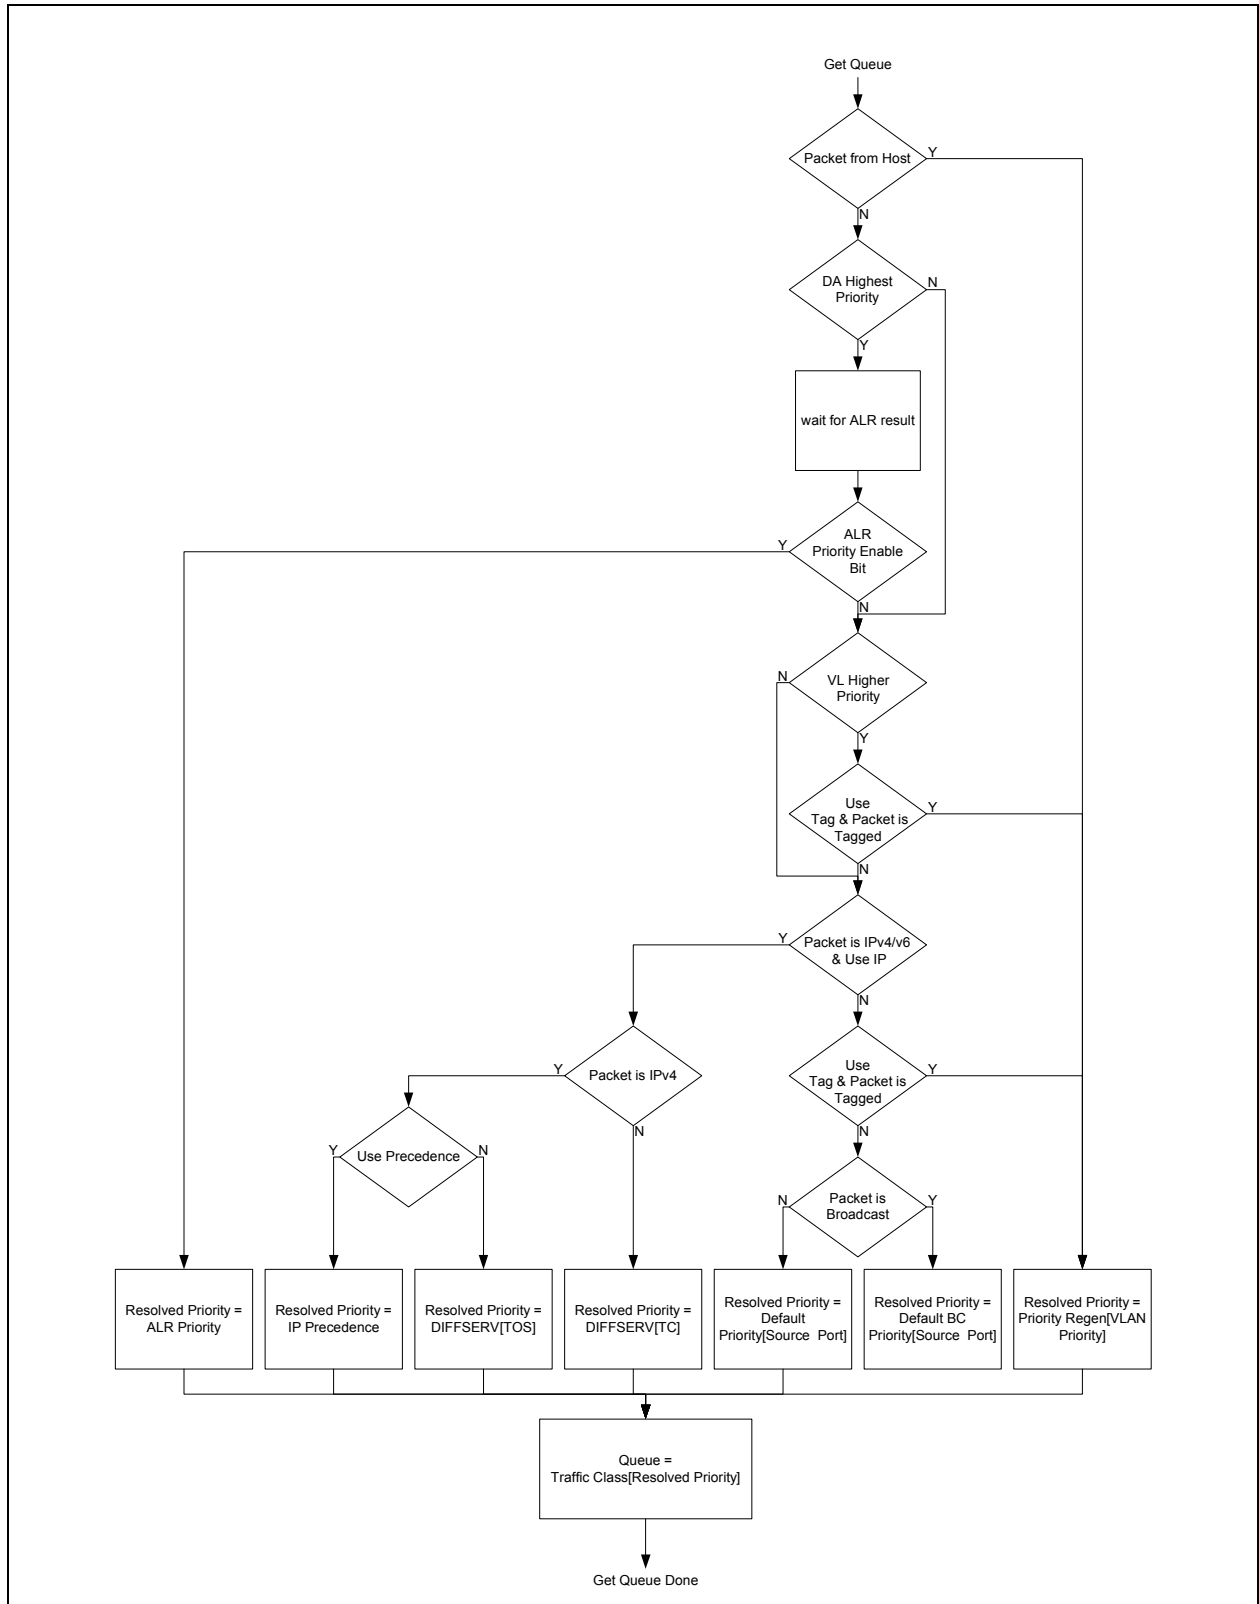 Get Queue
Packet from Host
Y
N
DA Highest
Priority
N
Y
wait for ALR result
ALR
Priority Enable
Bit
Y
N
VL Higher
Priority
N
Y
Use
Tag & Packet is
Tagged
Y
N
Packet is IPv4/v6
& Use IP
Y
N
Packet is IPv4
Y
N
Use
Tag & Packet is
Tagged
Y
N
Use Precedence
Y
N
Packet is
Broadcast
N
Y
Resolved Priority =
ALR Priority
Resolved Priority =
IP Precedence
Resolved Priority =
DIFFSERV[TOS]
Resolved Priority =
DIFFSERV[TC]
Resolved Priority =
Default
Priority[Source Port]
Resolved Priority =
Default BC
Priority[Source Port]
Resolved Priority =
Priority Regen[VLAN
Priority]
Queue =
Traffic Class[Resolved Priority]
Get Queue Done